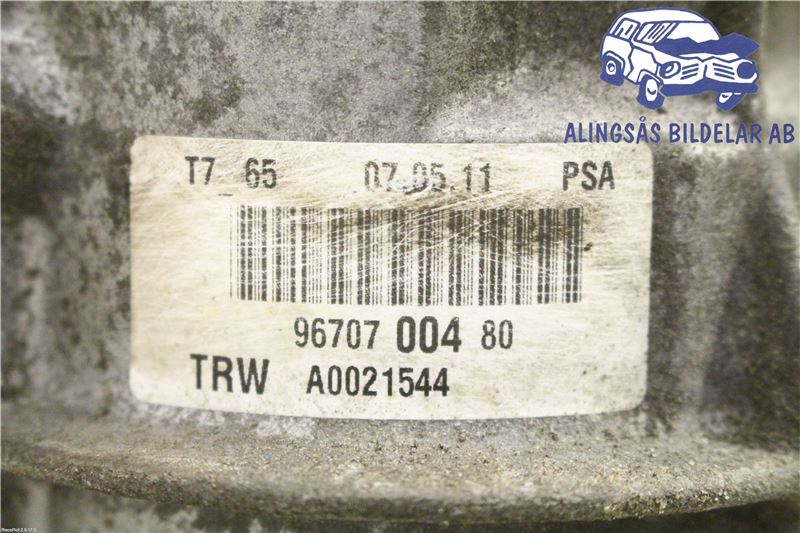 ALINGSÅS BILDELAR AB
T7_65 07.05.11 PSA
96707 004 80
TRW A0021544